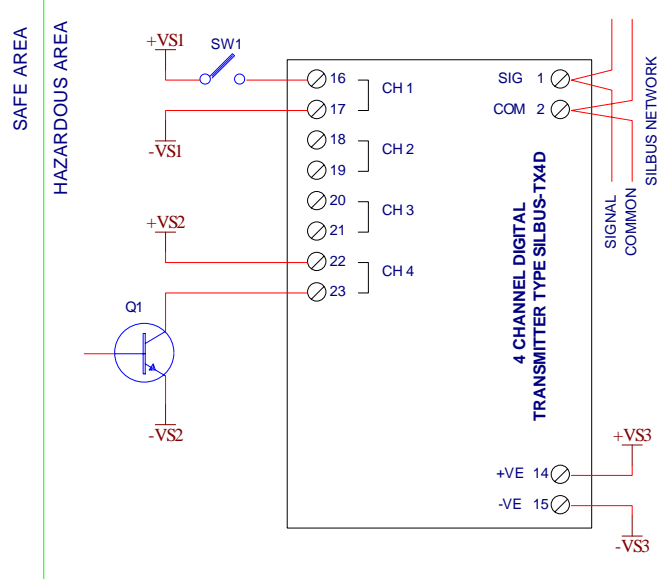 SAFE AREA
HAZARDOUS AREA
+VS1
SW1
16
17
CH 1
-VS1
18
19
CH 2
20
21
CH 3
+VS2
22
23
CH 4
Q1
-VS2
SIG 1
COM 2
SIGNAL
COMMON
SILBUS NETWORK
4 CHANNEL DIGITAL
TRANSMITTER TYPE SILBUS-TX4D
+VS3
+VE 14
-VE 15
-VS3